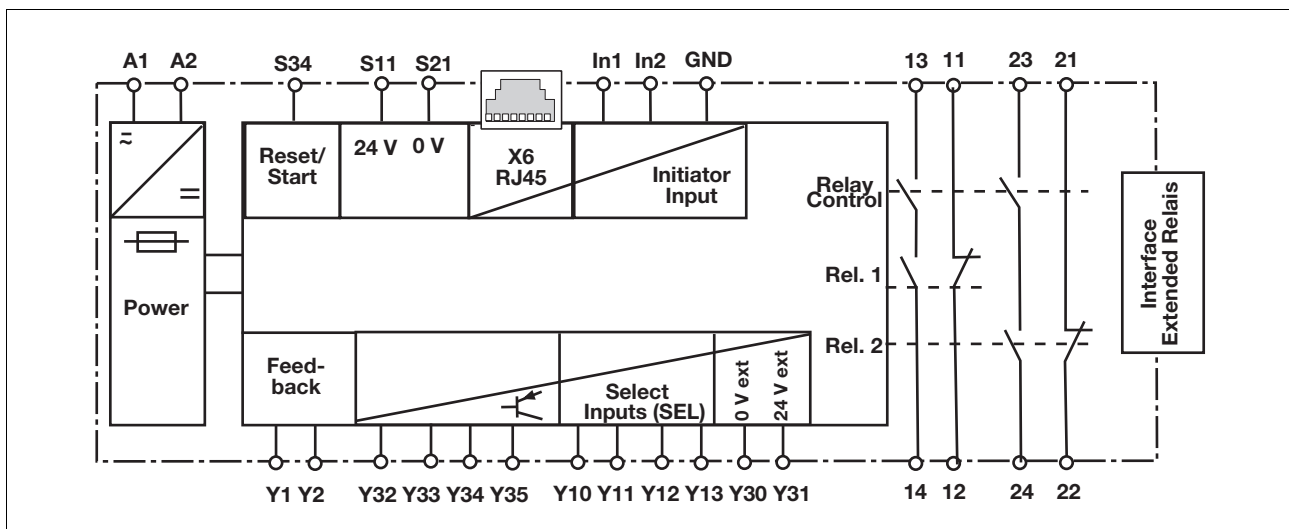 A1 A2 S34 S11 S21 In1 In2 GND 13 11 23 21
Reset/
Start
24 V 0 V
X6
RJ45
Initiator
Input
Relay
Control
Power
Rel. 1
Rel. 2
Interface
Extended Relais
Feed-
back
Select
Inputs (SEL)
0 V ext
24 V ext
Y1 Y2 Y32 Y33 Y34 Y35 Y10 Y11 Y12 Y13 Y30 Y31 14 12 24 22